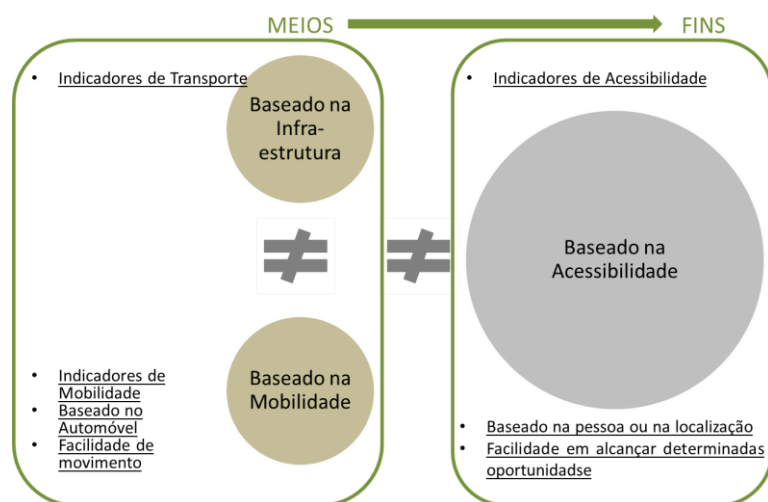 MEIOS
FINS
• Indicadores de Transporte
Baseado na
Infra-
estrutura
≠
Baseado na
Mobilidade
• Indicadores de
Mobilidade
• Baseado no
Automóvel
• Facilidade de
movimento
≠
• Indicadores de Acessibilidade
Baseado na
Acessibilidade
• Baseado na pessoa ou na localização
• Facilidade em alcançar determinadas
oportunidadse